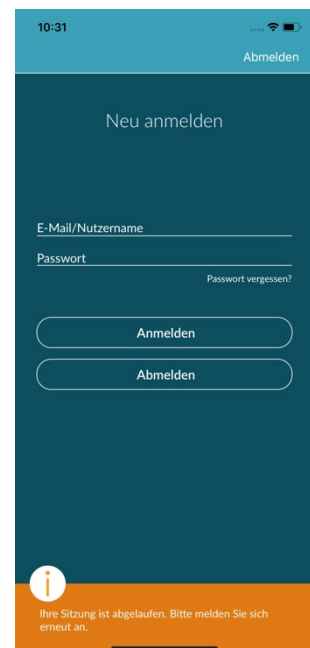 10:31
Abmelden
Neu anmelden
E-Mail/Nutzername
Passwort
Passwort vergessen?
Anmelden
Abmelden
i
Ihre Sitzung ist abgelaufen. Bitte melden Sie sich
erneut an.